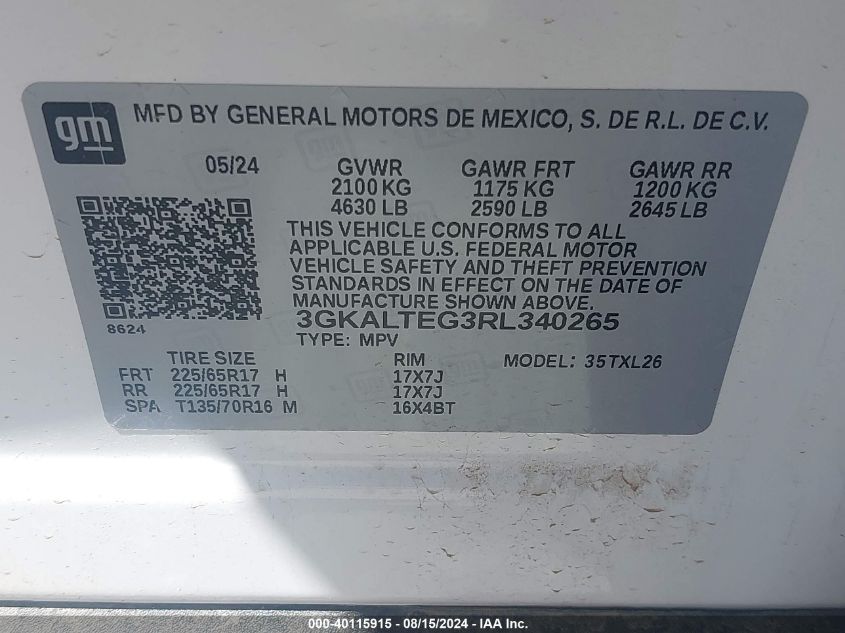 gm MFD BY GENERAL MOTORS DE MEXICO, S. DE R.L. DE C.V.
05/24 GVWR GAWR FRT GAWR RR
2100 KG 1175 KG 1200 KG
4630 LB 2590 LB 2645 LB
THIS VEHICLE CONFORMS TO ALL
APPLICABLE U.S. FEDERAL MOTOR
VEHICLE SAFETY AND THEFT PREVENTION
STANDARDS IN EFFECT ON THE DATE OF
MANUFACTURE SHOWN ABOVE.
8624 3GKALTEG3RL340265
TYPE: MPV
TIRE SIZE RIM MODEL: 35TXL26
FRT 225/65R17 H 17X7J
RR 225/65R17 H 17X7J
SPA T135/70R16 M 16X4BT
000-40115915 - 08/15/2024 - IAA Inc.